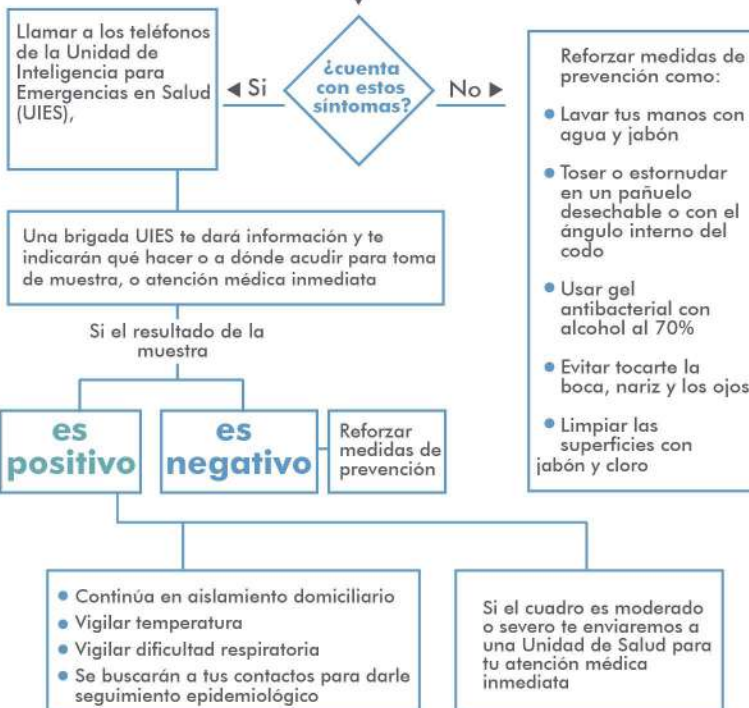 Llamar a los teléfonos
de la Unidad de
Inteligencia para
Emergencias en Salud
(UIES),
◀ Si
¿cuenta
con estos
síntomas?
No ▶
Reforzar medidas de
prevención como:
● Lavar tus manos con
agua y jabón
● Toser o estornudar
en un pañuelo
desechable o con el
ángulo interno del
codo
● Usar gel
antibacterial con
alcohol al 70%
● Evitar tocarte la
boca, nariz y los ojos
● Limpiar las
superficies con
jabón y cloro
Una brigada UIES te dará información y te
indicarán qué hacer o a dónde acudir para toma
de muestra, o atención médica inmediata
Si el resultado de la
muestra
es
positivo
es
negativo
Reforzar
medidas de
prevención
● Continúa en aislamiento domiciliario
● Vigilar temperatura
● Vigilar dificultad respiratoria
● Se buscarán a tus contactos para darle
seguimiento epidemiológico
Si el cuadro es moderado
o severo te enviaremos a
una Unidad de Salud para
tu atención médica
inmediata